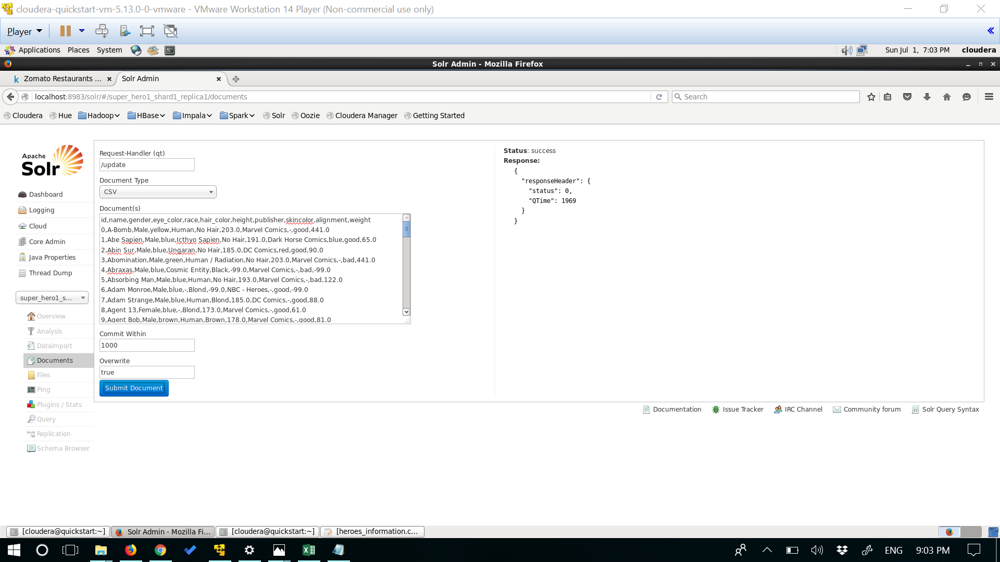 cloudera-quickstart-vm-5.13.0-0-vmware - VMware Workstation 14 Player (Non-commercial use only)
Player
Applications Places System Sun Jul 1, 7:03 PM cloudera
Solr Admin - Mozilla Firefox
Zomato Restaurants ... Solr Admin
localhost:8983/solr/#/super_hero1_shard1_replica1/documents Search
Cloudera Hue Hadoop HBase Impala Spark Solr Oozie Cloudera Manager Getting Started
Apache
Solr
Dashboard
Logging
Cloud
Core Admin
Java Properties
Thread Dump
super_hero1_s...
Overview
Analysis
Dataimport
Documents
Files
Ping
Plugins / Stats
Query
Replication
Schema Browser
Request-Handler (qt)
/update
Document Type
CSV
Document(s)
id,name,gender,eye_color,race,hair_color,height,publisher,skincolor,alignment,weight
0,A-Bomb,Male,yellow,Human,No Hair,203.0,Marvel Comics,-,good,441.0
1,Abe Sapien,Male,blue,Icthyo Sapien,No Hair,191.0,Dark Horse Comics,blue,good,65.0
2,Abin Sur,Male,blue,Ungaran,No Hair,185.0,DC Comics,red,good,90.0
3,Abomination,Male,green,Human / Radiation,No Hair,203.0,Marvel Comics,-,bad,441.0
4,Abraxas,Male,blue,Cosmic Entity,Black,-99.0,Marvel Comics,-,bad,-99.0
5,Absorbing Man,Male,blue,Human,No Hair,193.0,Marvel Comics,-,bad,122.0
6,Adam Monroe,Male,blue,-,Blond,-99.0,NBC - Heroes,-,good,-99.0
7,Adam Strange,Male,blue,Human,Blond,185.0,DC Comics,-,good,88.0
8,Agent 13,Female,blue,-,Blond,173.0,Marvel Comics,-,good,61.0
9,Agent Bob,Male,brown,Human,Brown,178.0,Marvel Comics,-,good,81.0
Commit Within
1000
Overwrite
true
Submit Document
Status: success
Response:
{
"responseHeader": {
"status": 0,
"QTime": 1969
}
}
Documentation Issue Tracker IRC Channel Community forum Solr Query Syntax
[cloudera@quickstart:~] Solr Admin - Mozilla Fi... [cloudera@quickstart:~] [heroes_information.c...
ENG 9:03 PM